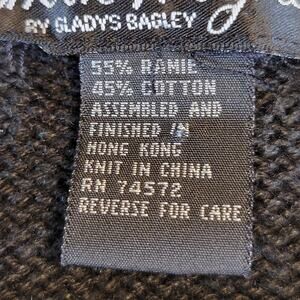 BY GLADYS BAGLEY
55% RAMIE
45% COTTON
ASSEMBLED AND
FINISHED IN
HONG KONG
KNIT IN CHINA
RN 74572
REVERSE FOR CARE